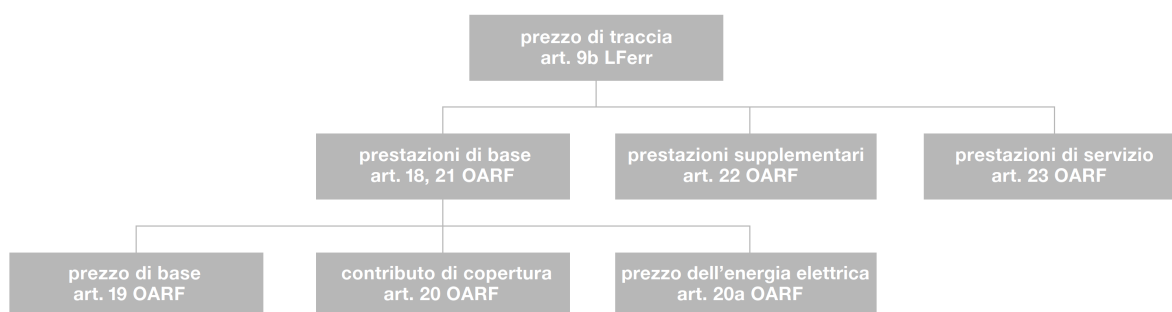 prezzo di traccia
art. 9b LFerr
prestazioni di base
art. 18, 21 OARF
prestazioni supplementari
art. 22 OARF
prestazioni di servizio
art. 23 OARF
prezzo di base
art. 19 OARF
contributo di copertura
art. 20 OARF
prezzo dell’energia elettrica
art. 20a OARF